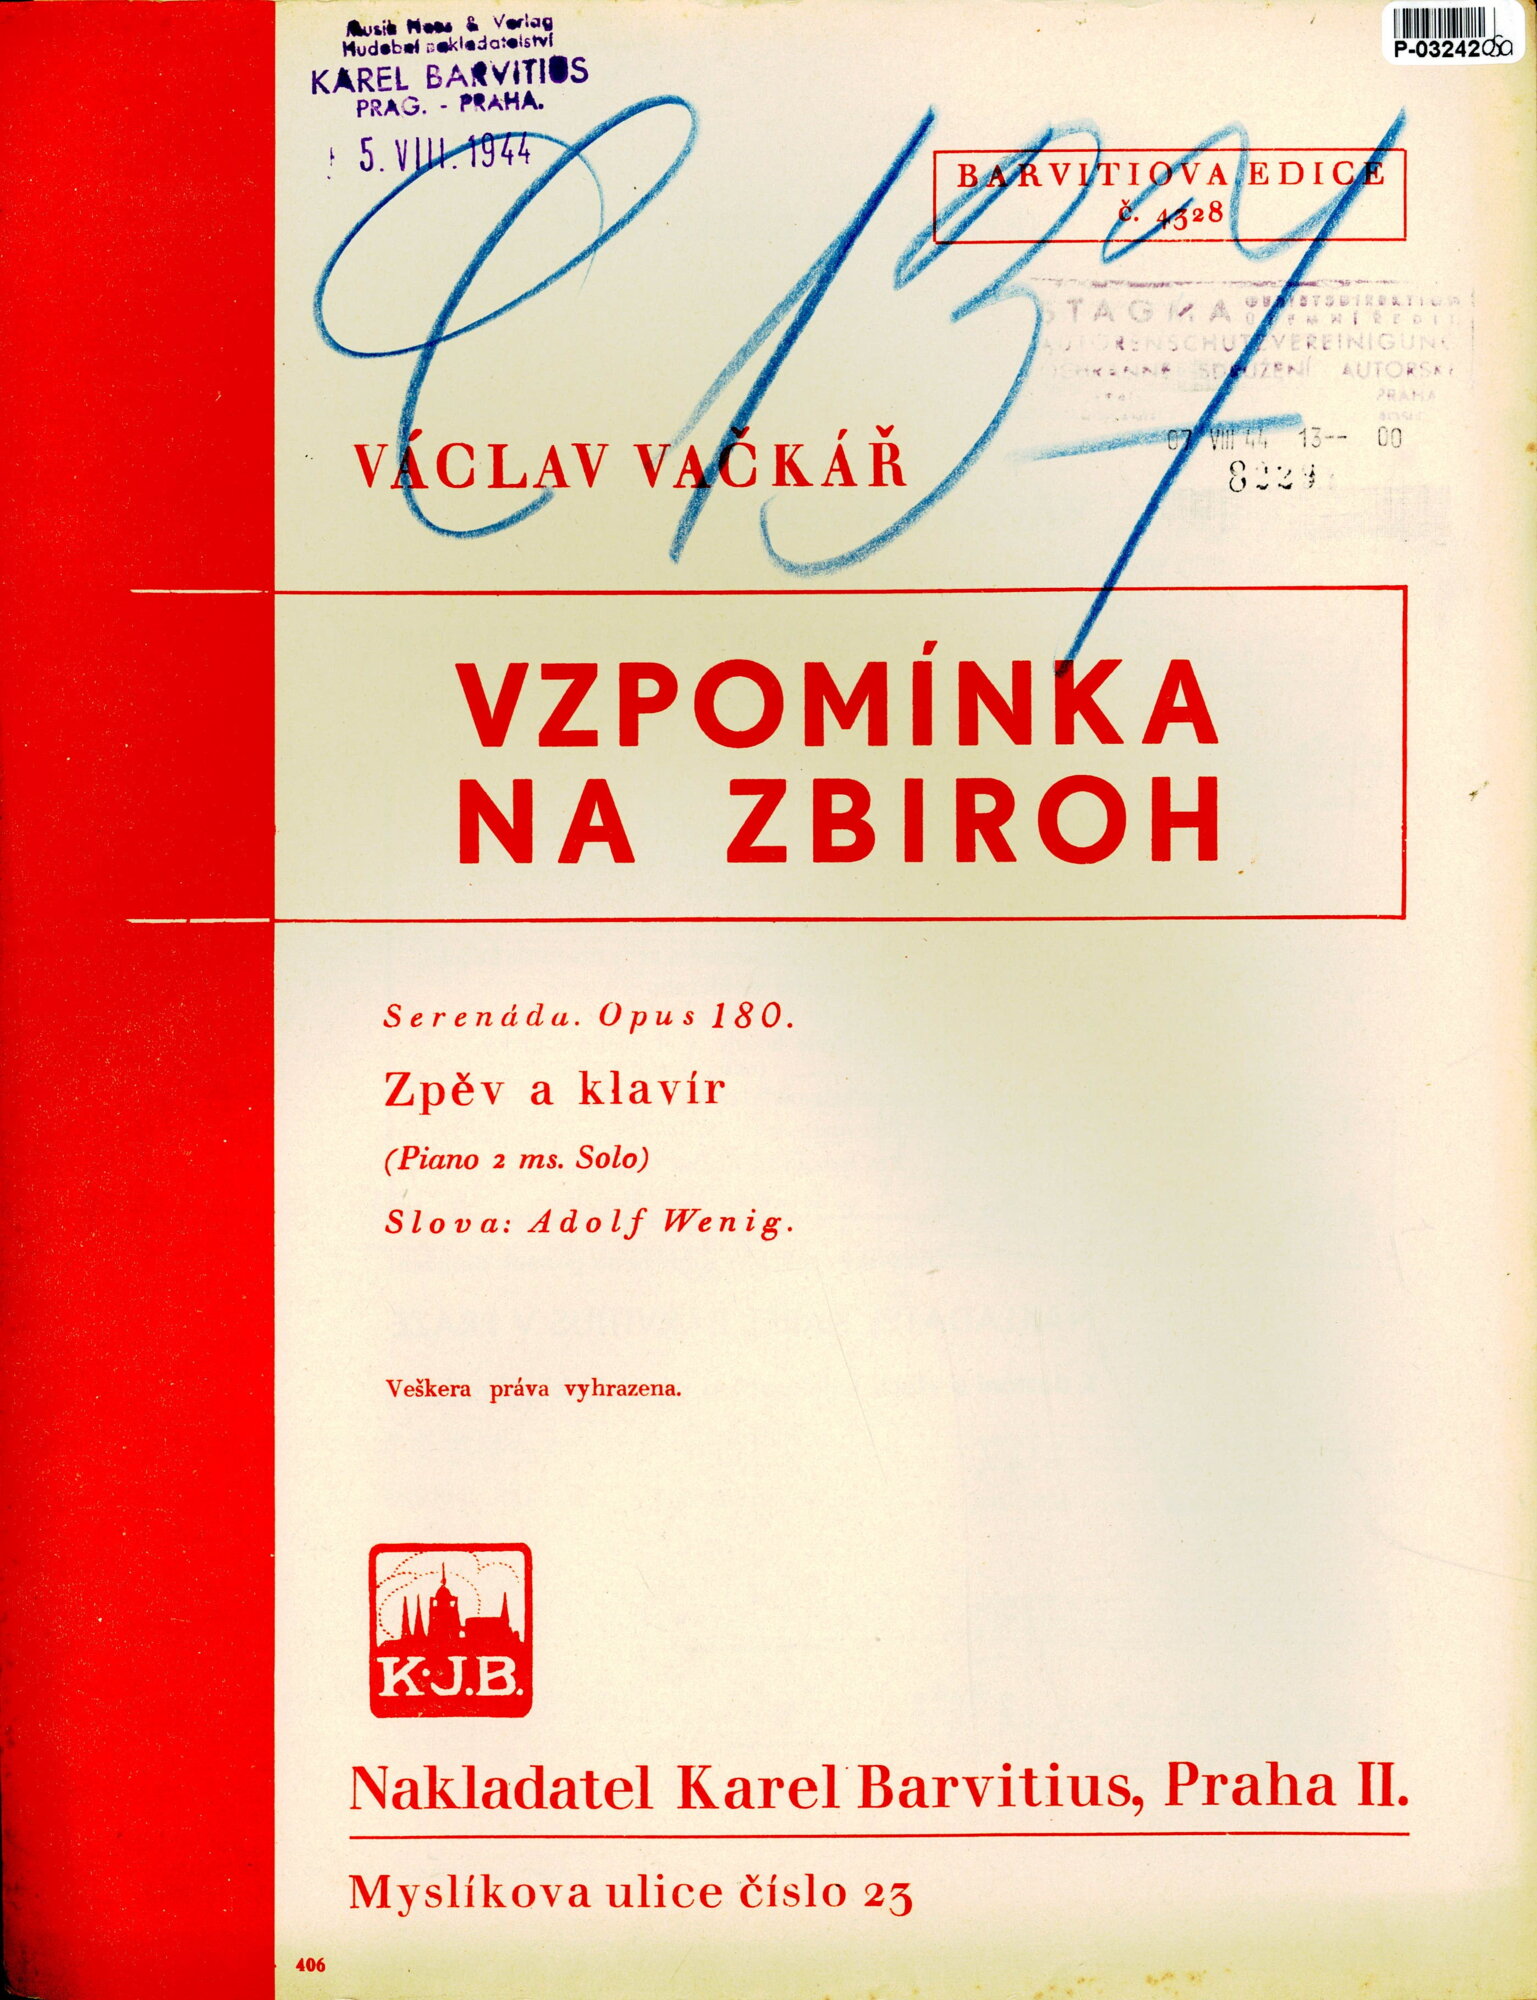 Musik Haus & Verlag
Hudební nakladatelství
KAREL BARVITIUS
PRAG. - PRAHA.
5. VIII. 1944
P-03242
BARVITIOVA EDICE
č. 4328
STAGMA
AUTORENSCHUTZVEREINIGUNG
OCHRANNÉ SDRUŽENÍ AUTORSKÉ
PRAHA
07 VIII 44 13-- 00
8229
VÁCLAV VAČKÁŘ
VZPOMÍNKA
NA ZBIROH
Serenáda. Opus 180.
Zpěv a klavír
(Piano 2 ms. Solo)
Slova: Adolf Wenig.
Veškera práva vyhrazena.
K.J.B.
Nakladatel Karel Barvitius, Praha II.
Myslíkova ulice číslo 23
406